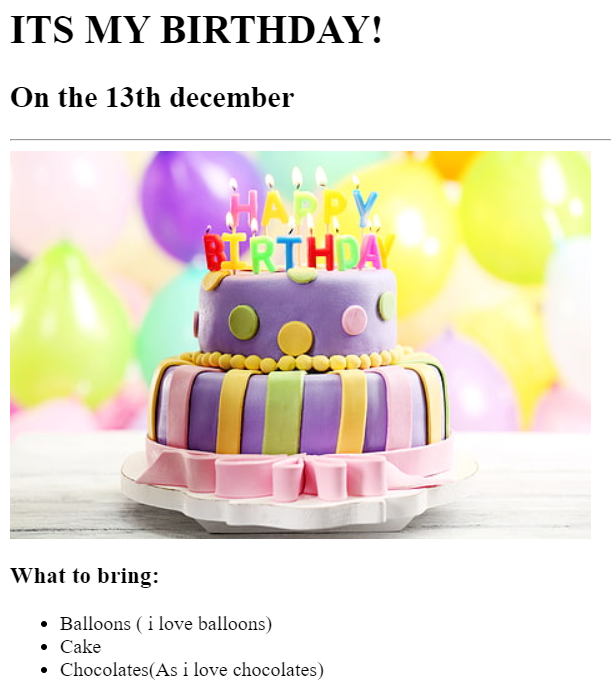 ITS MY BIRTHDAY!
On the 13th december
HAPPY
BIRTHDAY
What to bring:
Balloons ( i love balloons)
Cake
Chocolates(As i love chocolates)